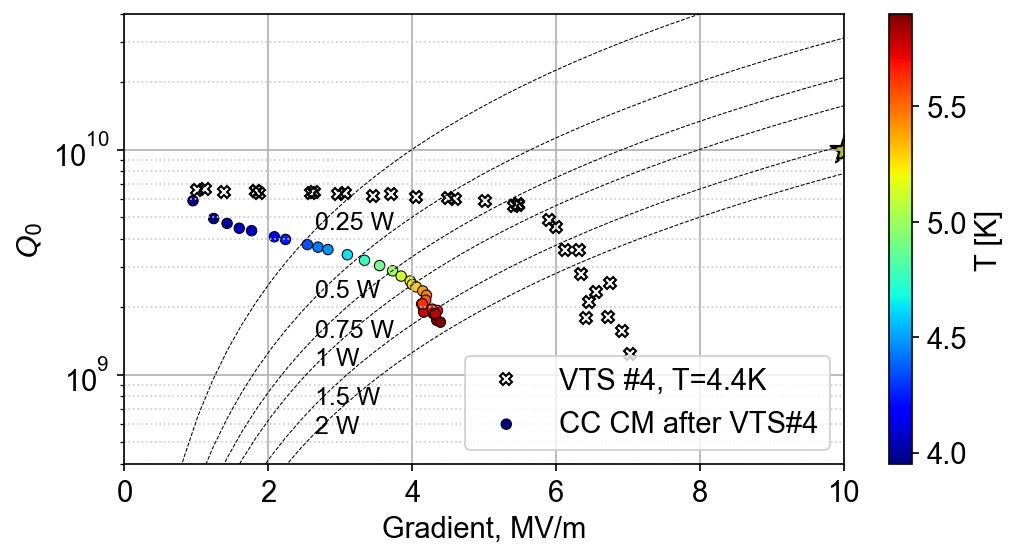 Q₀
10¹⁰
10⁹
0.25 W
0.5 W
0.75 W
1 W
1.5 W
2 W
VTS #4, T=4.4K
CC CM after VTS#4
0 2 4 6 8 10
Gradient, MV/m
5.5
5.0
4.5
4.0
T [K]